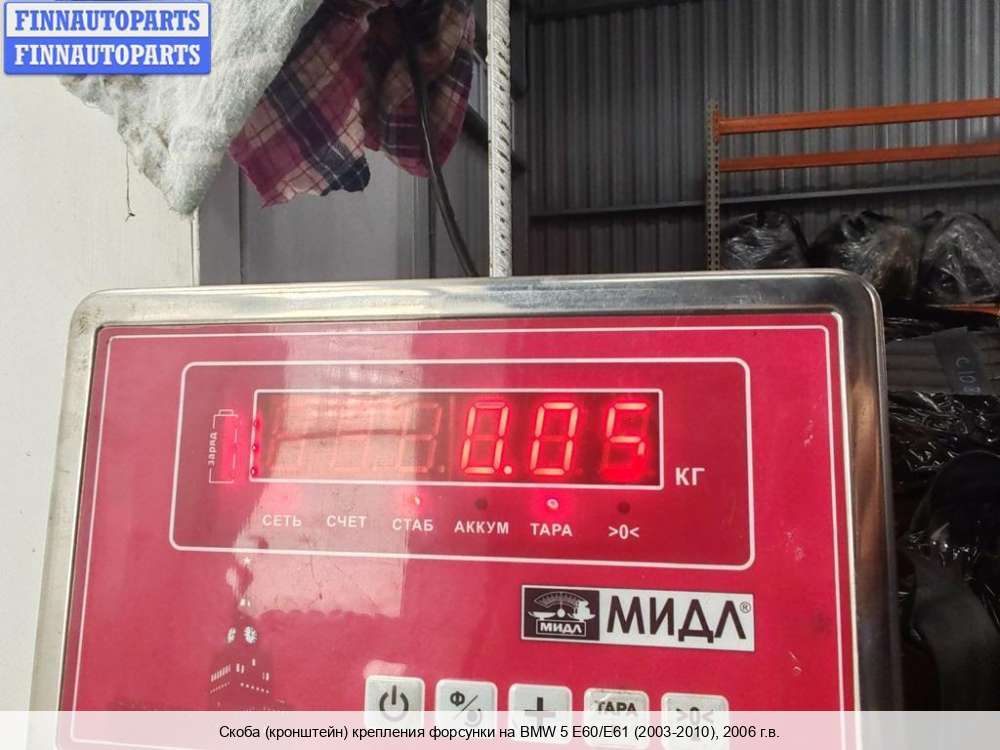 FINNAUTOPARTS
FINNAUTOPARTS
заряд
0.05
КГ
СЕТЬ СЧЕТ СТАБ АККУМ ТАРА >0<
МИДЛ МИДЛ®
Ф/ + ТАРА >0<
Скоба (кронштейн) крепления форсунки на BMW 5 E60/E61 (2003-2010), 2006 г.в.